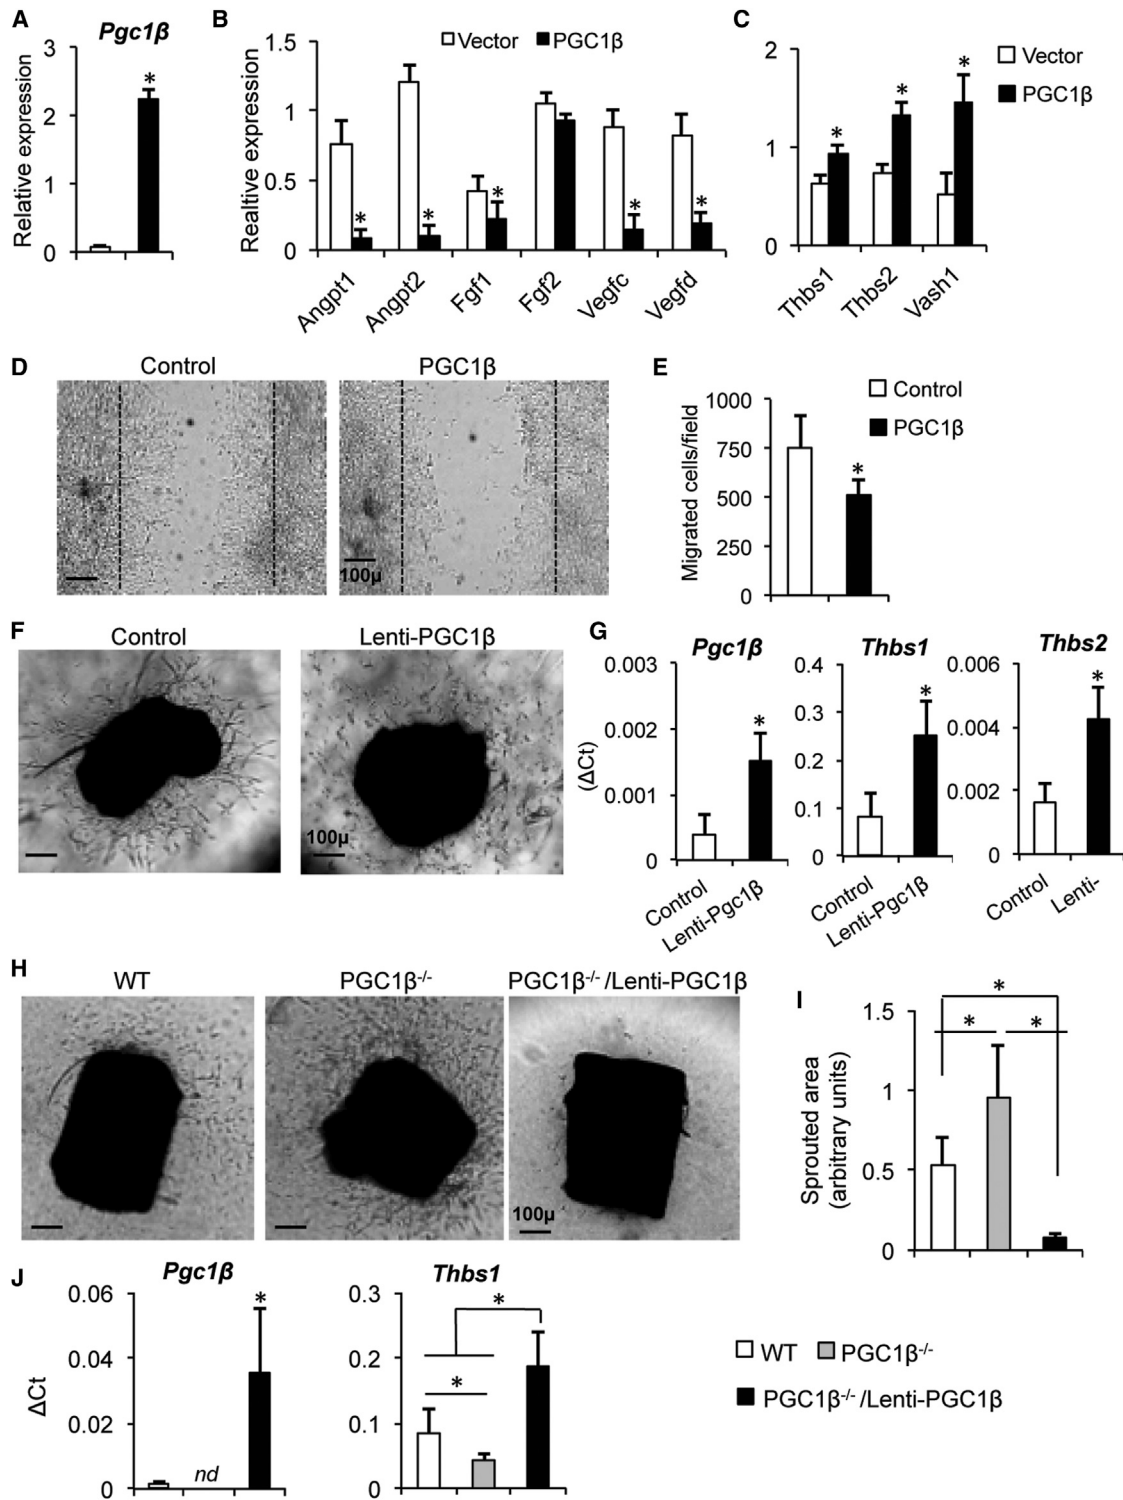 A
Pgc1β
Relative expression
3
2
1
0
*
B
Realtive expression
1.5
1
0.5
0
Vector PGC1β
* * * * *
Angpt1 Angpt2 Fgf1 Fgf2 Vegfc Vegfd
C
2
1
0
Vector
PGC1β
* * *
Thbs1 Thbs2 Vash1
D
Control PGC1β
100μ
E
Migrated cells/field
1000
750
500
250
0
Control
PGC1β
*
F
Control Lenti-PGC1β
100μ
G
(ΔCt)
Pgc1β
0.003
0.002
0.001
0
*
Control Lenti-Pgc1β
Thbs1
0.4
0.3
0.2
0.1
0
*
Control Lenti-Pgc1β
Thbs2
0.006
0.004
0.002
0
*
Control Lenti-
H
WT PGC1β-/- PGC1β-/- /Lenti-PGC1β
100μ
I
Sprouted area
(arbitrary units)
1.5
1
0.5
0
*
* *
J
Pgc1β
ΔCt
0.06
0.04
0.02
0
nd
*
Thbs1
0.3
0.2
0.1
0
*
*
WT PGC1β-/-
PGC1β-/- /Lenti-PGC1β